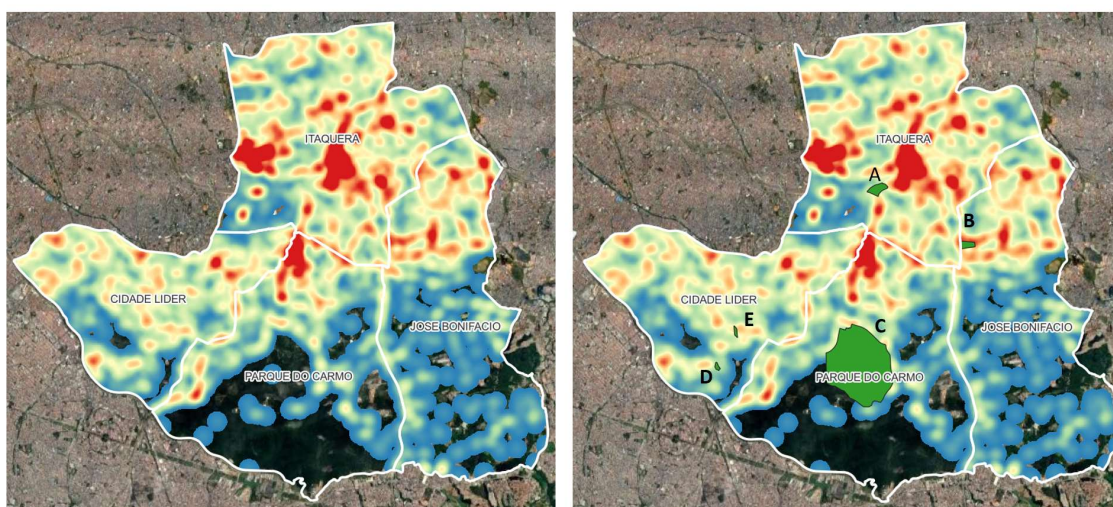 ITAQUERA
CIDADE LIDER
JOSE BONIFACIO
PARQUE DO CARMO
ITAQUERA
A
B
CIDADE LIDER
E
C
JOSE BONIFACIO
D
PARQUE DO CARMO